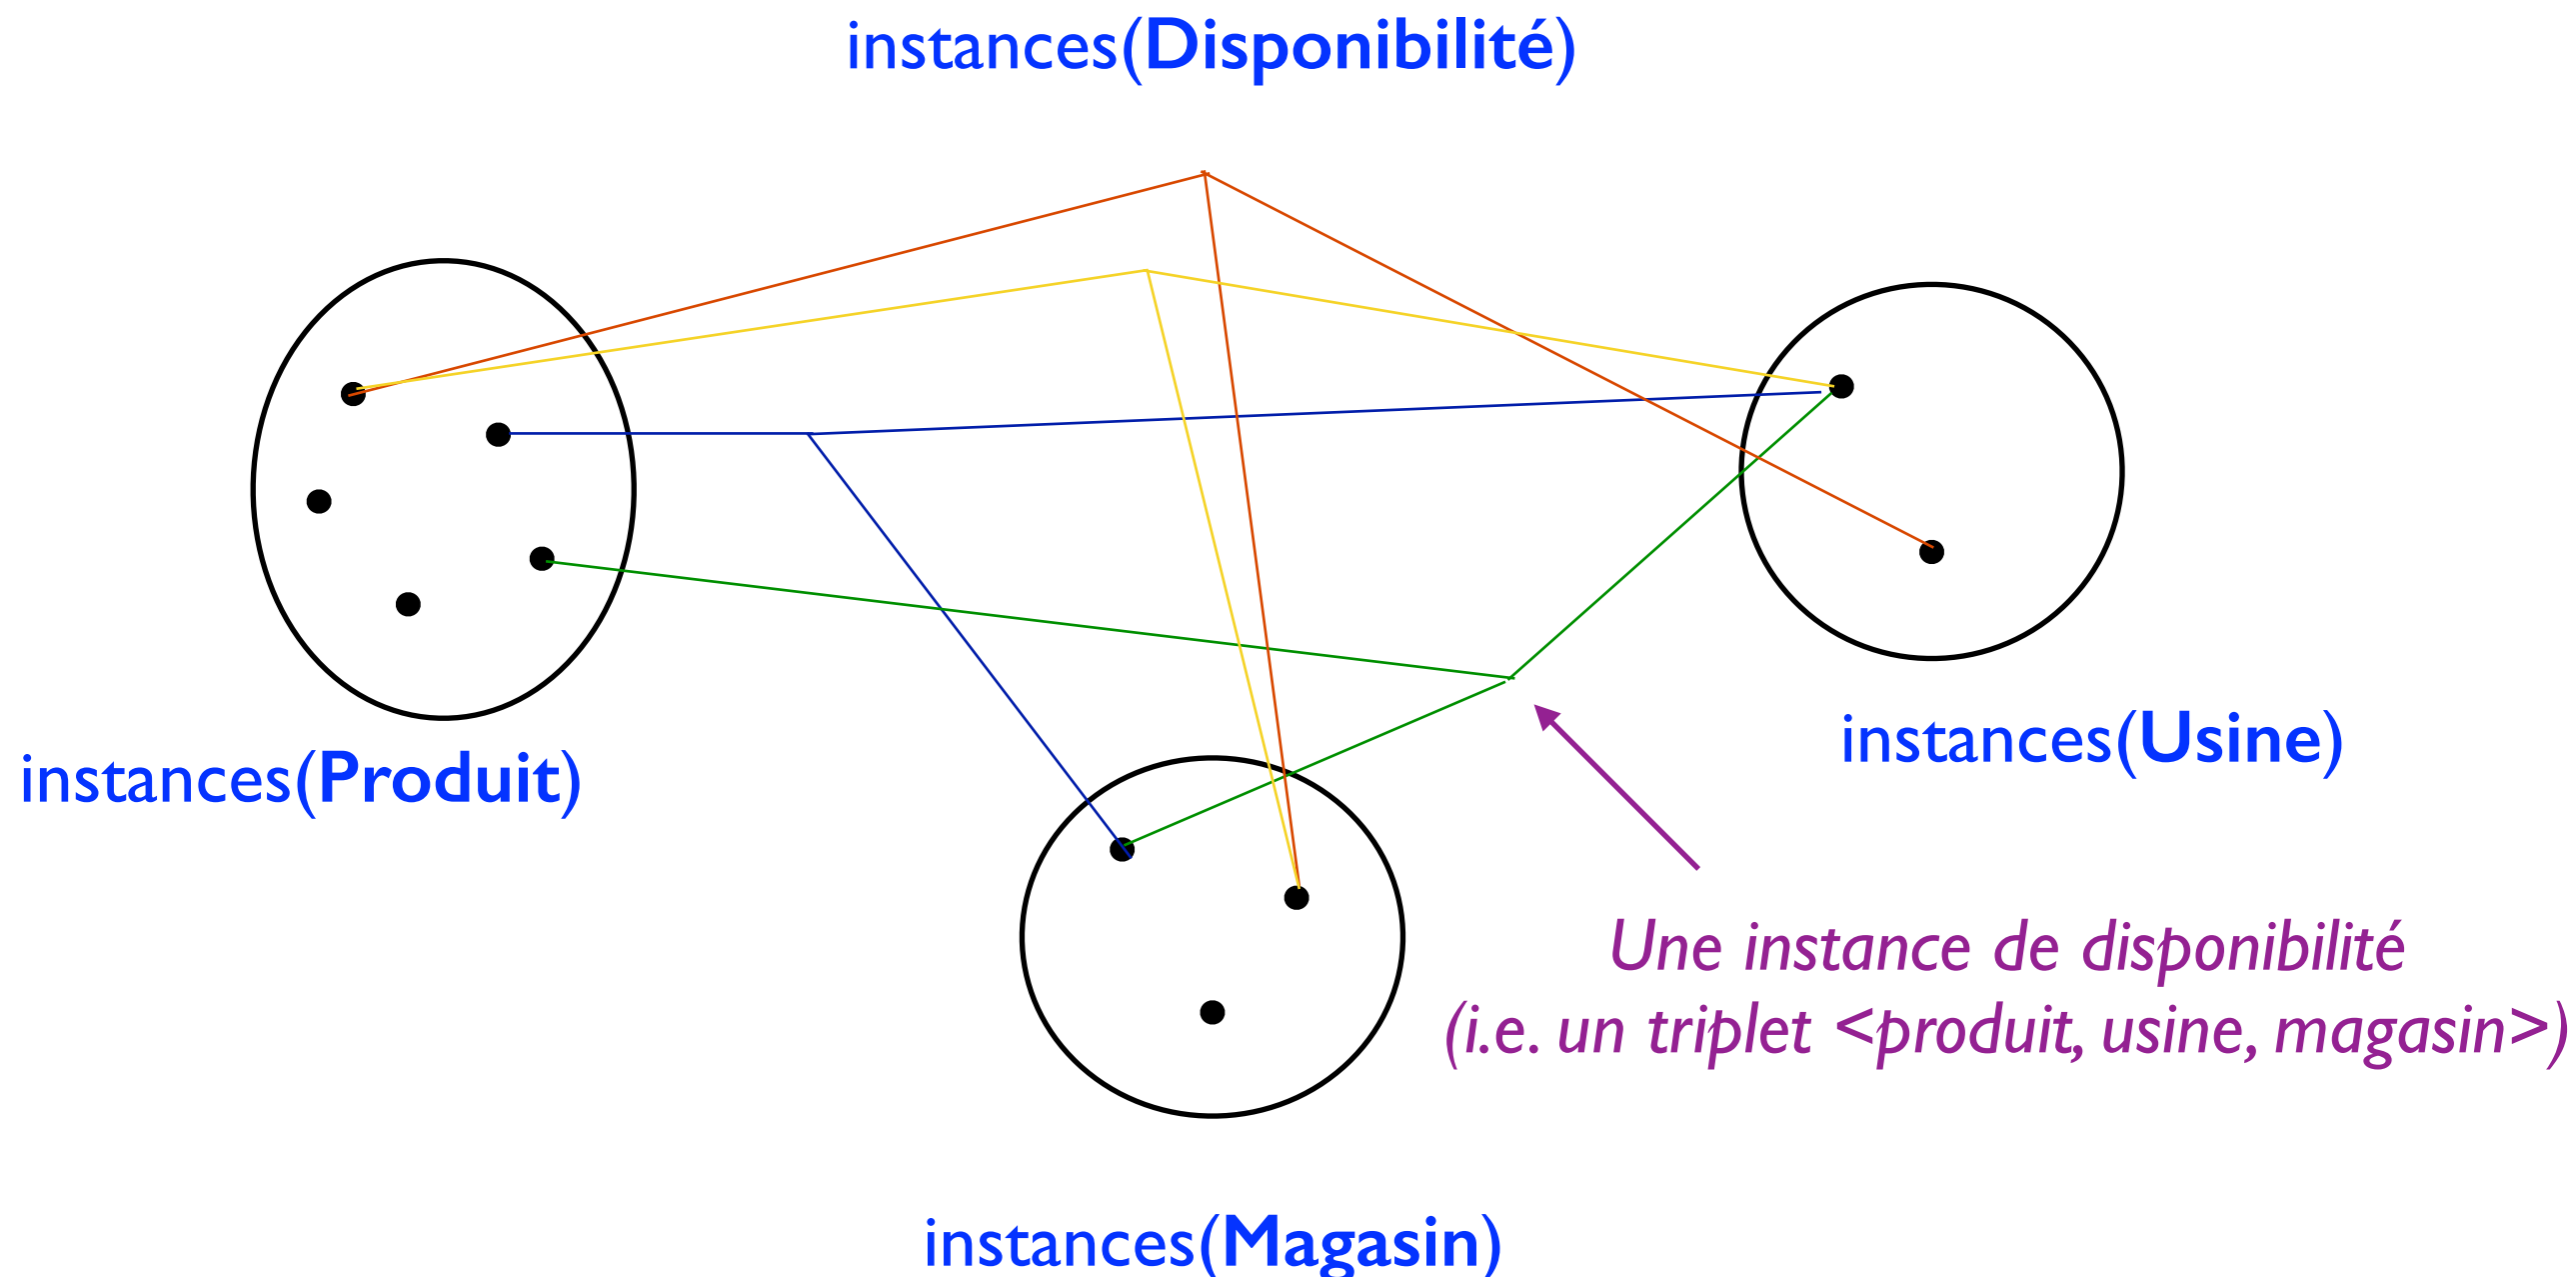 instances(Disponibilité)
instances(Produit)
instances(Usine)
Une instance de disponibilité
(i.e. un triplet <produit, usine, magasin>)
instances(Magasin)